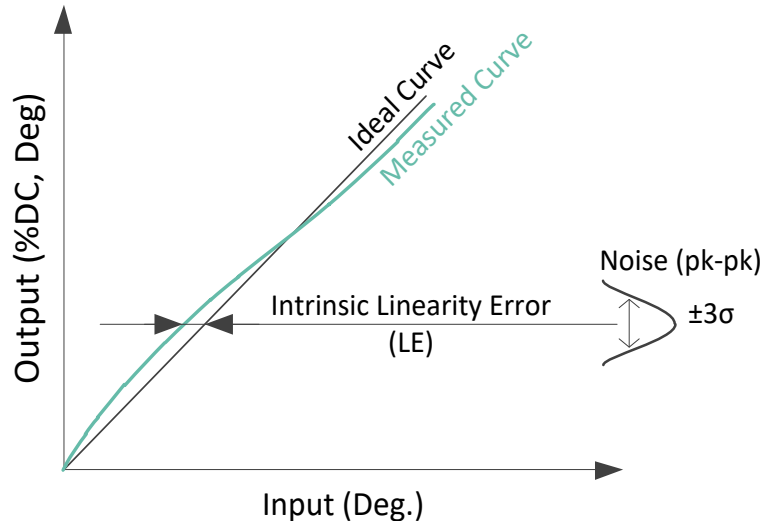 Output (%DC, Deg)
Ideal Curve
Measured Curve
Noise (pk-pk)
±3σ
Intrinsic Linearity Error
(LE)
Input (Deg.)